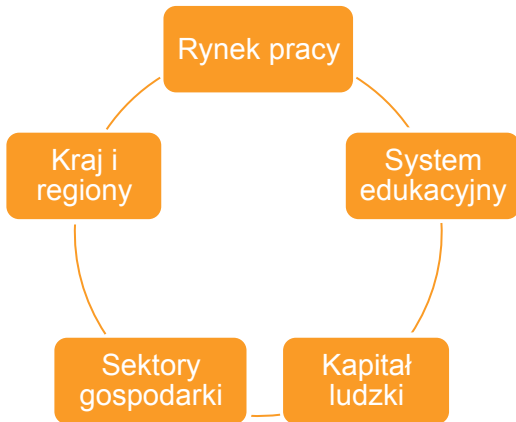 Rynek pracy
System
edukacyjny
Kapitał
ludzki
Sektory
gospodarki
Kraj i
regiony